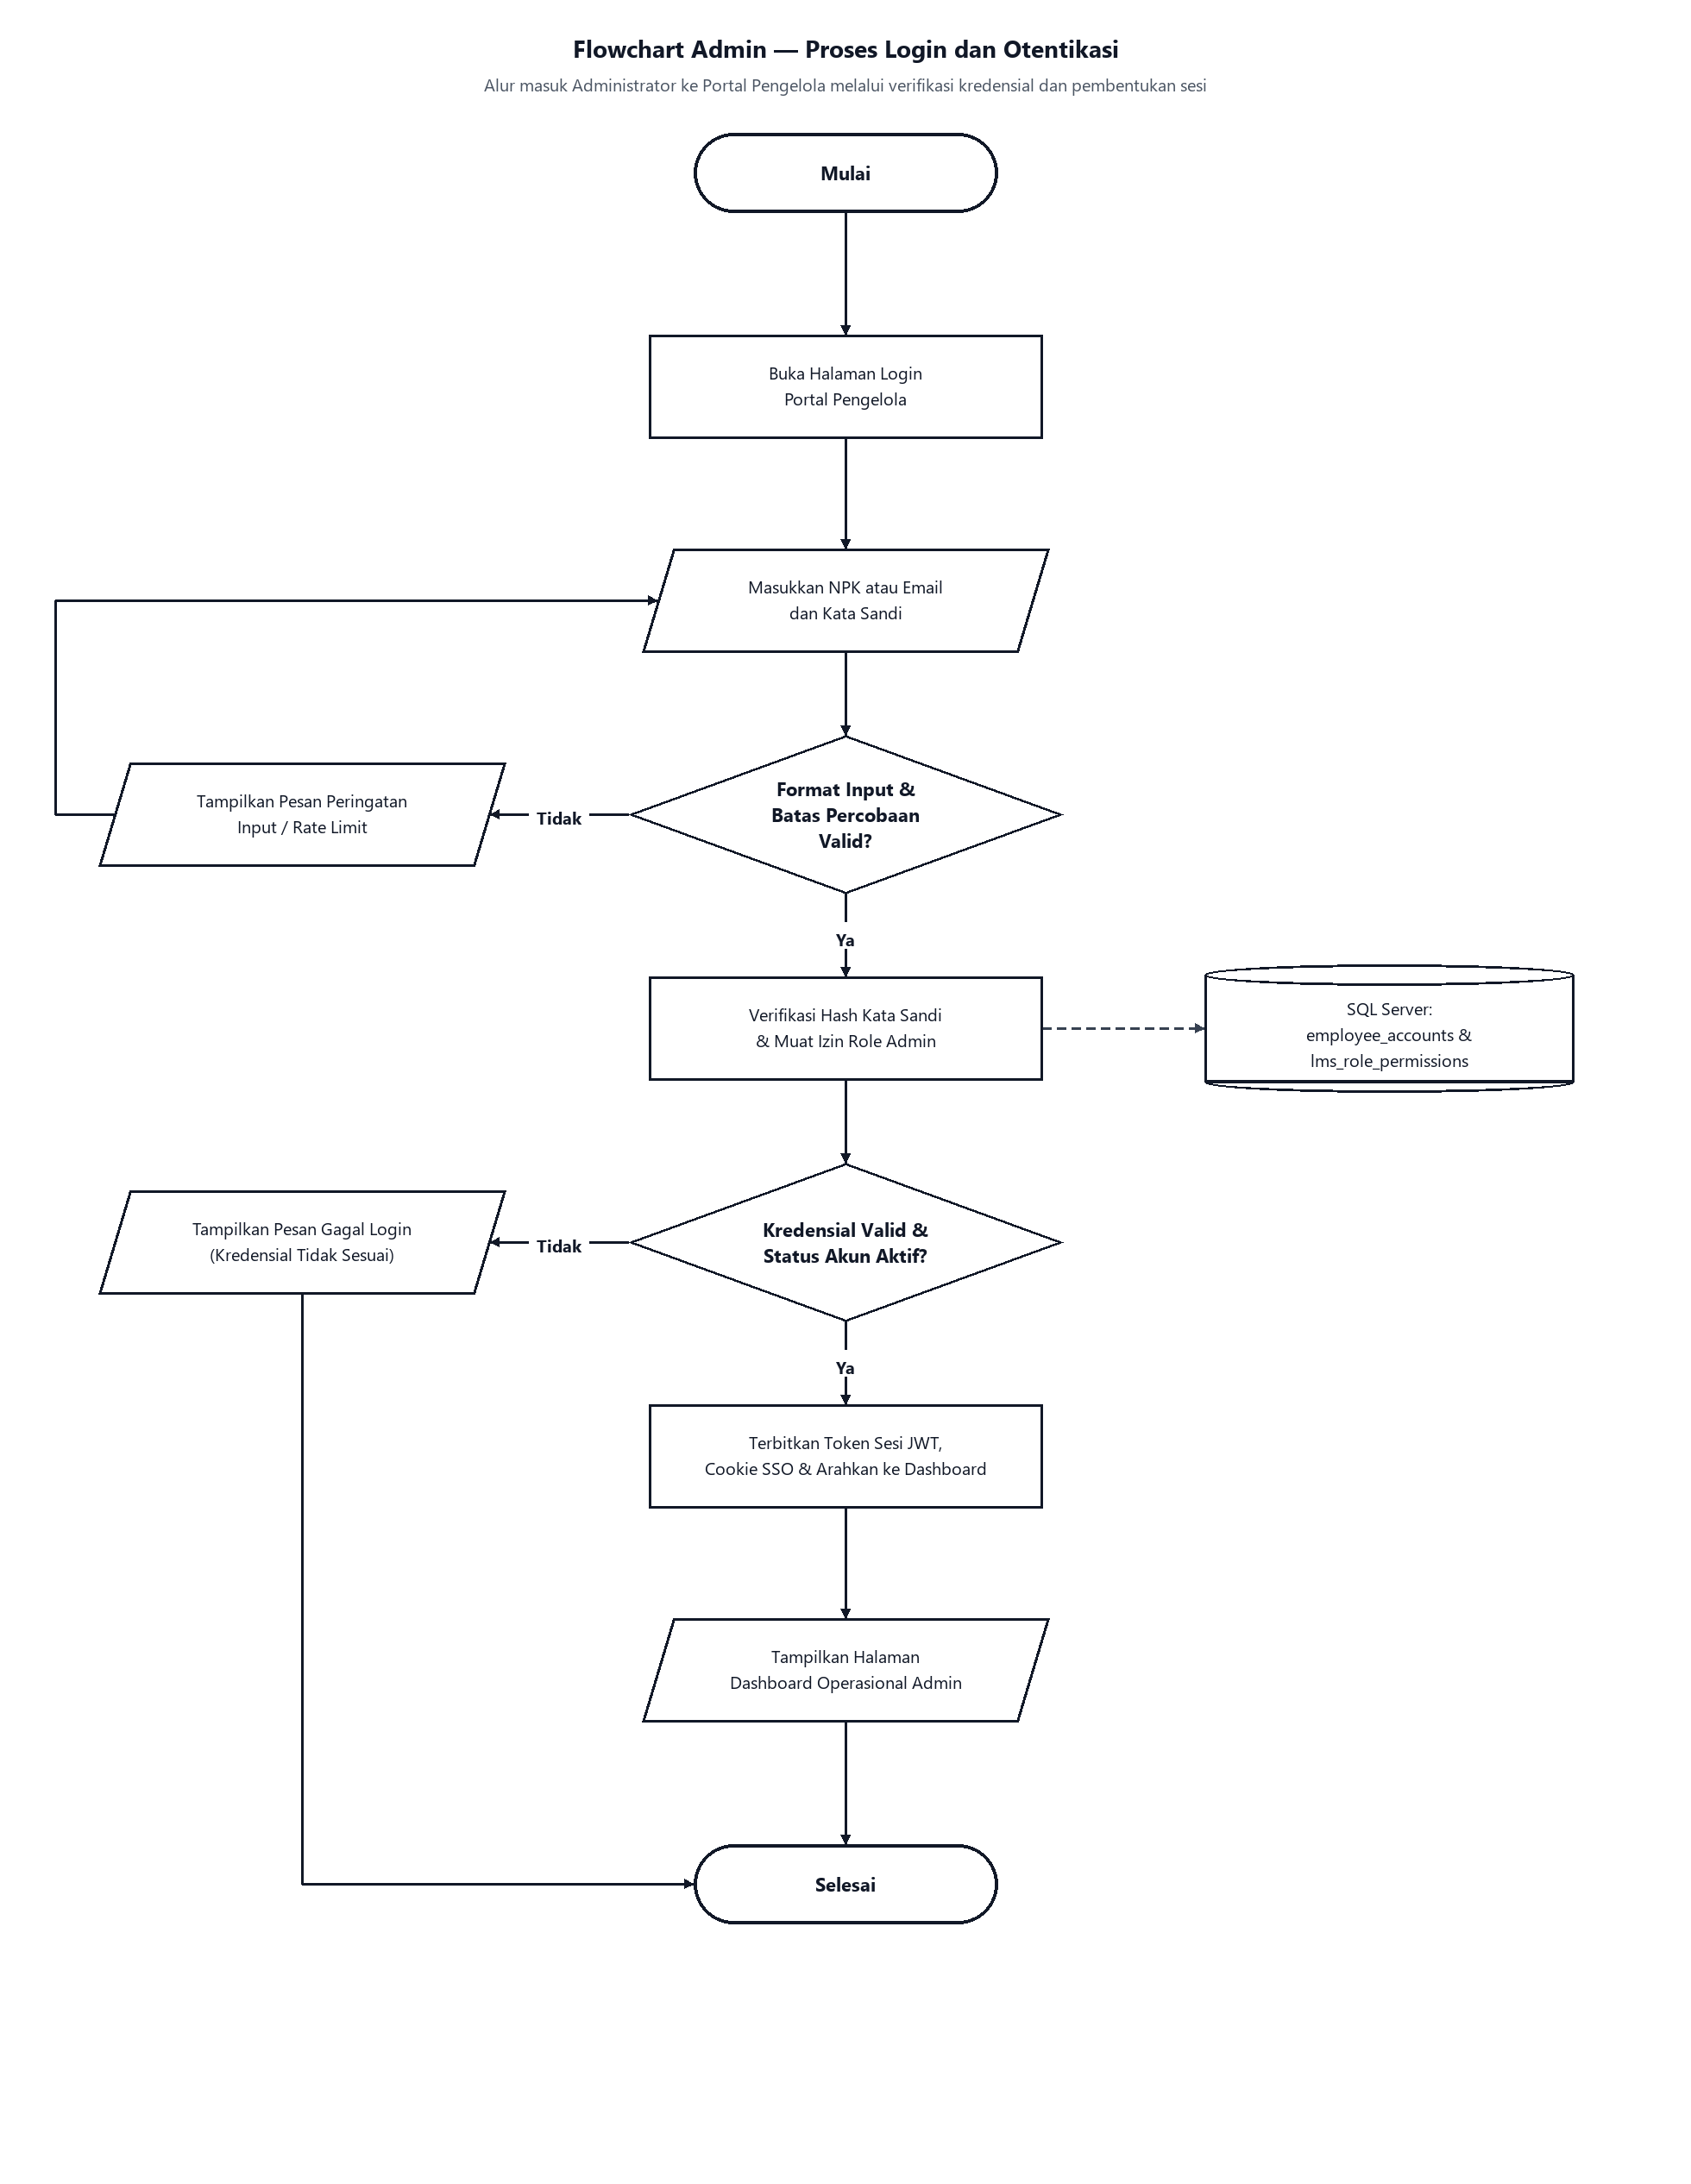 Flowchart Admin — Proses Login dan Otentikasi
Alur masuk Administrator ke Portal Pengelola melalui verifikasi kredensial dan pembentukan sesi
Mulai
Buka Halaman Login
Portal Pengelola
Masukkan NPK atau Email
dan Kata Sandi
Format Input &
Batas Percobaan
Valid?
Tidak
Tampilkan Pesan Peringatan
Input / Rate Limit
Ya
Verifikasi Hash Kata Sandi
& Muat Izin Role Admin
SQL Server:
employee_accounts &
lms_role_permissions
Kredensial Valid &
Status Akun Aktif?
Tidak
Tampilkan Pesan Gagal Login
(Kredensial Tidak Sesuai)
Ya
Terbitkan Token Sesi JWT,
Cookie SSO & Arahkan ke Dashboard
Tampilkan Halaman
Dashboard Operasional Admin
Selesai